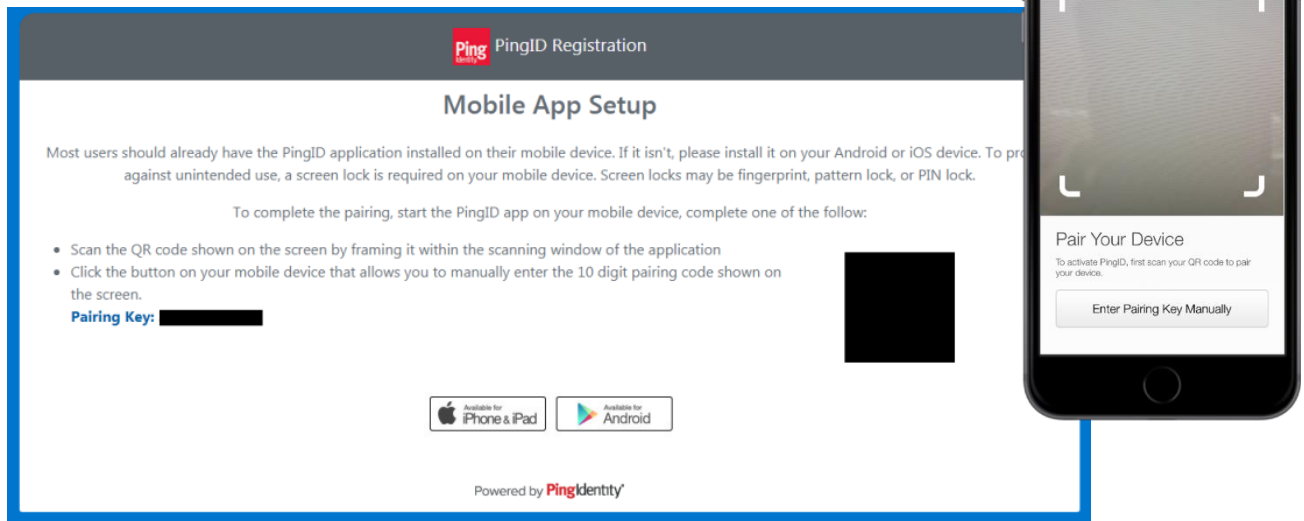 Ping
Identity
PingID Registration
Mobile App Setup
Most users should already have the PingID application installed on their mobile device. If it isn't, please install it on your Android or iOS device. To
against unintended use, a screen lock is required on your mobile device. Screen locks may be fingerprint, pattern lock, or PIN lock.
To complete the pairing, start the PingID app on your mobile device, complete one of the follow:
• Scan the QR code shown on the screen by framing it within the scanning window of the application
• Click the button on your mobile device that allows you to manually enter the 10 digit pairing code shown on
the screen.
Pairing Key:
Available for
iPhone & iPad
Available for
Android
Powered by PingIdentity
Pair Your Device
To activate PingID, first scan your QR code to pair
your device.
Enter Pairing Key Manually